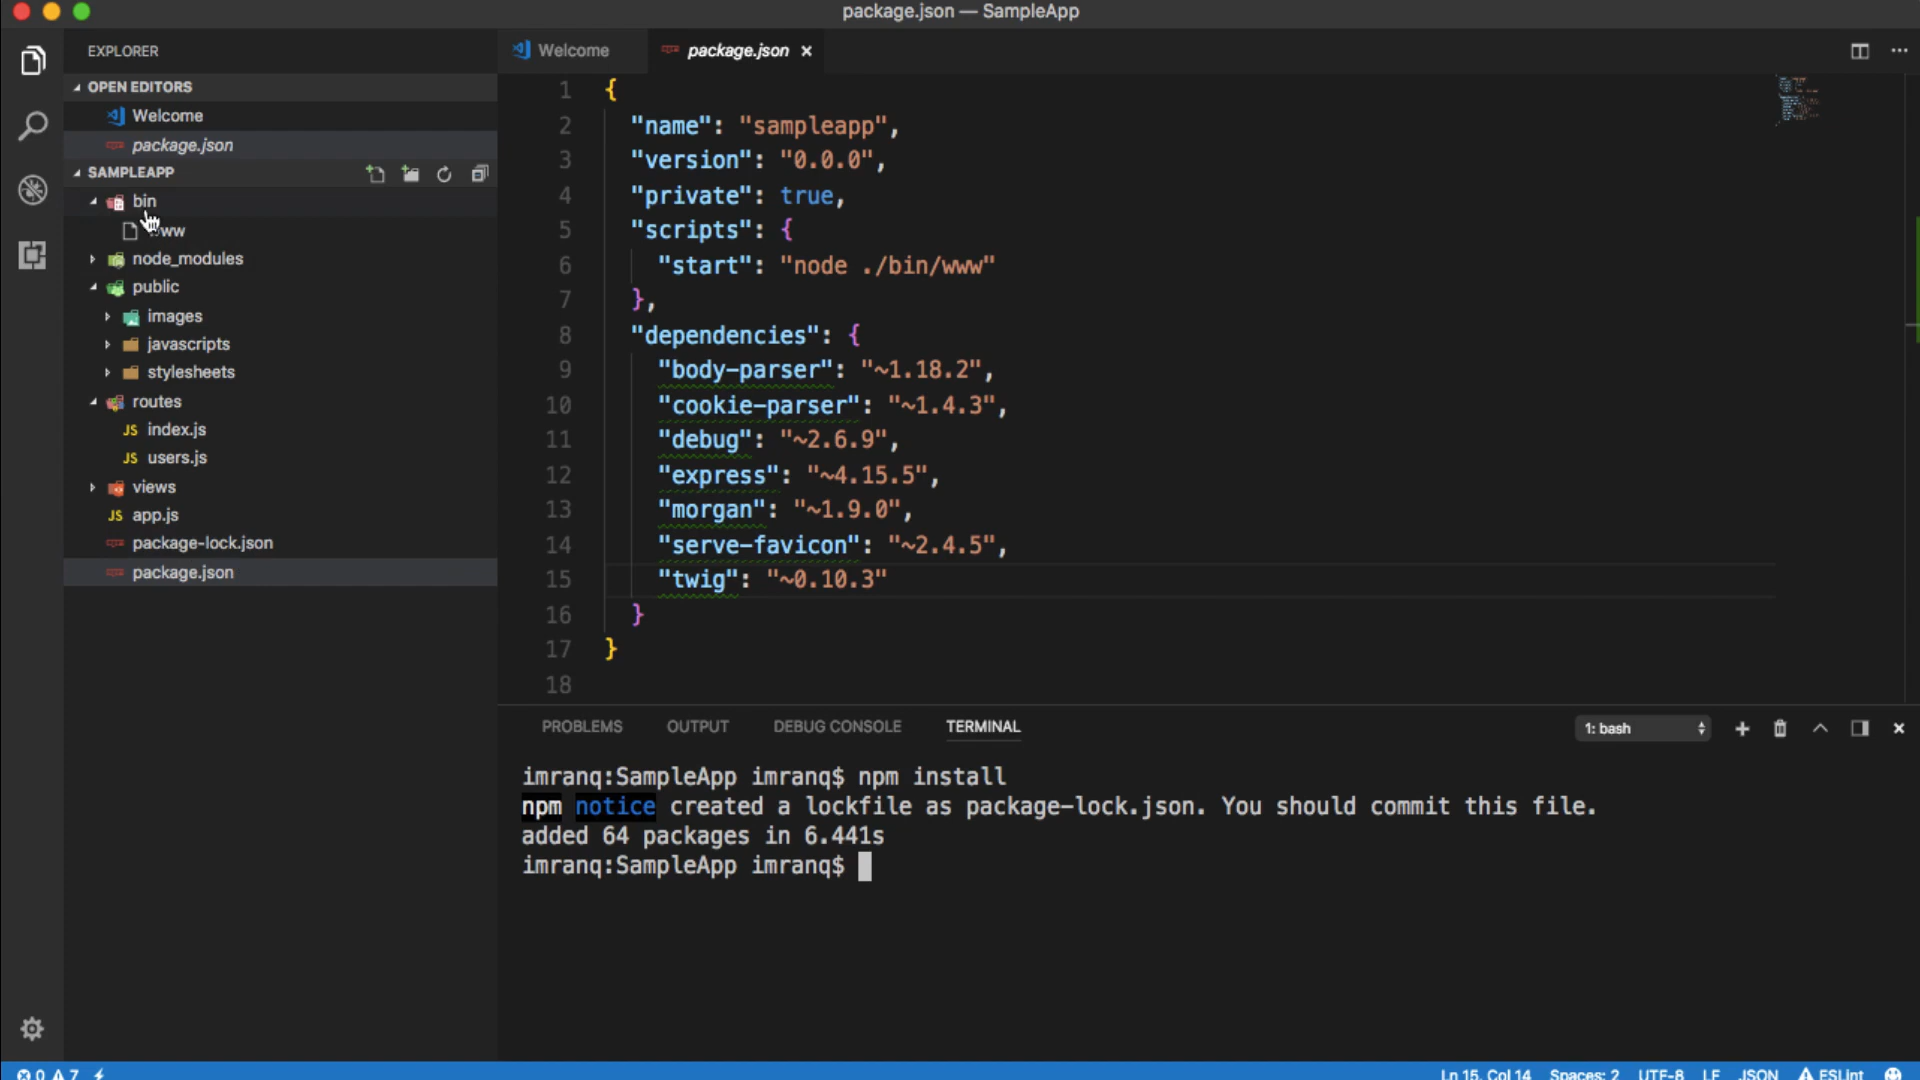 package.json — SampleApp
EXPLORER
OPEN EDITORS
Welcome
package.json
SAMPLEAPP
bin
www
node_modules
public
images
javascripts
stylesheets
routes
JS index.js
JS users.js
views
JS app.js
package-lock.json
package.json
Welcome
package.json
1 {
2 "name": "sampleapp",
3 "version": "0.0.0",
4 "private": true,
5 "scripts": {
6 "start": "node ./bin/www"
7 },
8 "dependencies": {
9 "body-parser": "~1.18.2",
10 "cookie-parser": "~1.4.3",
11 "debug": "~2.6.9",
12 "express": "~4.15.5",
13 "morgan": "~1.9.0",
14 "serve-favicon": "~2.4.5",
15 "twig": "~0.10.3"
16 }
17 }
18
PROBLEMS OUTPUT DEBUG CONSOLE TERMINAL
1: bash
imranq:SampleApp imranq$ npm install
npm notice created a lockfile as package-lock.json. You should commit this file.
added 64 packages in 6.441s
imranq:SampleApp imranq$
0 7 Ln 15, Col 14 Spaces: 2 UTF-8 LF JSON ESLint